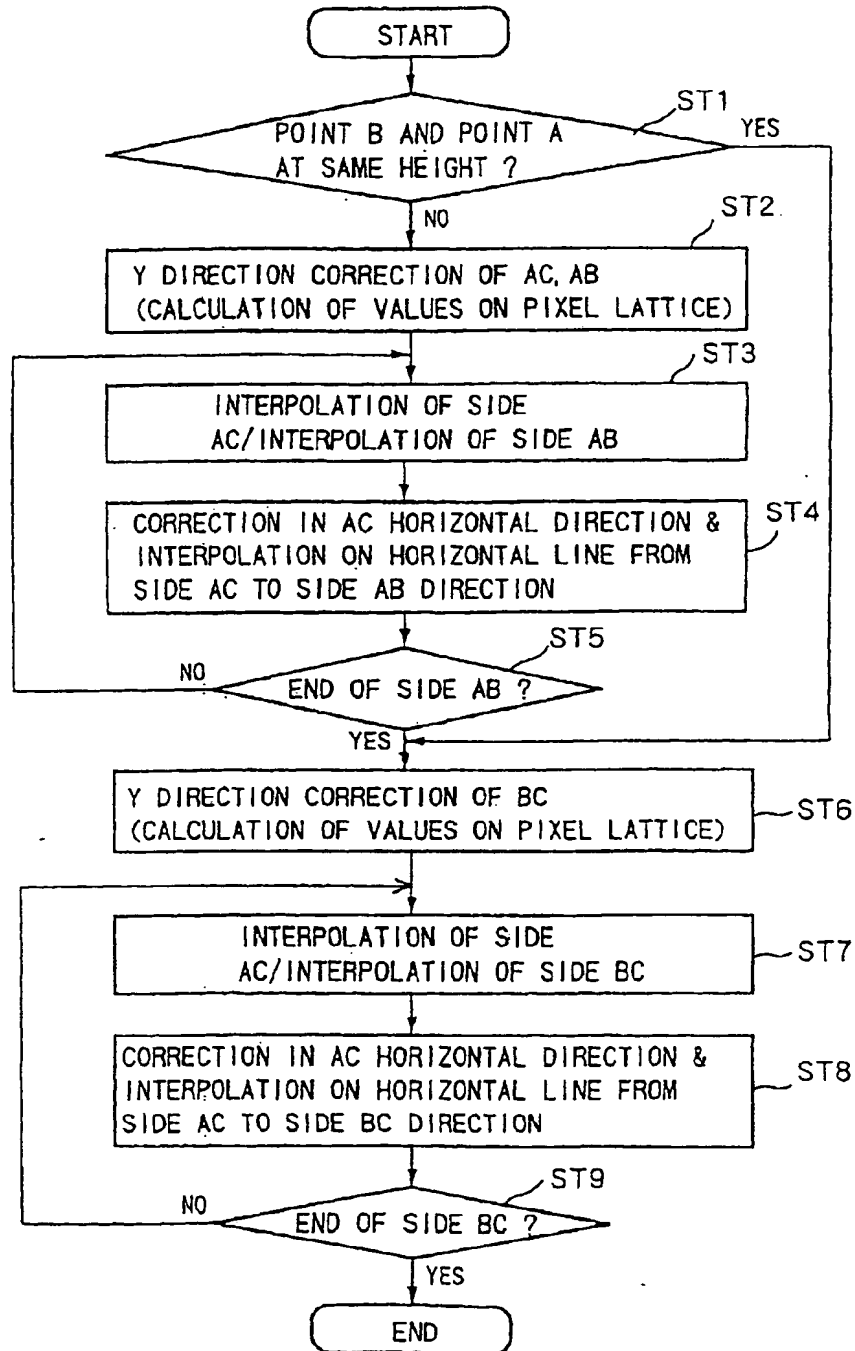 START
ST1
POINT B AND POINT A
AT SAME HEIGHT ?
YES
NO
ST2
Y DIRECTION CORRECTION OF AC, AB
(CALCULATION OF VALUES ON PIXEL LATTICE)
ST3
INTERPOLATION OF SIDE
AC/INTERPOLATION OF SIDE AB
ST4
CORRECTION IN AC HORIZONTAL DIRECTION &
INTERPOLATION ON HORIZONTAL LINE FROM
SIDE AC TO SIDE AB DIRECTION
ST5
NO
END OF SIDE AB ?
YES
Y DIRECTION CORRECTION OF BC
(CALCULATION OF VALUES ON PIXEL LATTICE)
ST6
INTERPOLATION OF SIDE
AC/INTERPOLATION OF SIDE BC
ST7
CORRECTION IN AC HORIZONTAL DIRECTION &
INTERPOLATION ON HORIZONTAL LINE FROM
SIDE AC TO SIDE BC DIRECTION
ST8
ST9
NO
END OF SIDE BC ?
YES
END